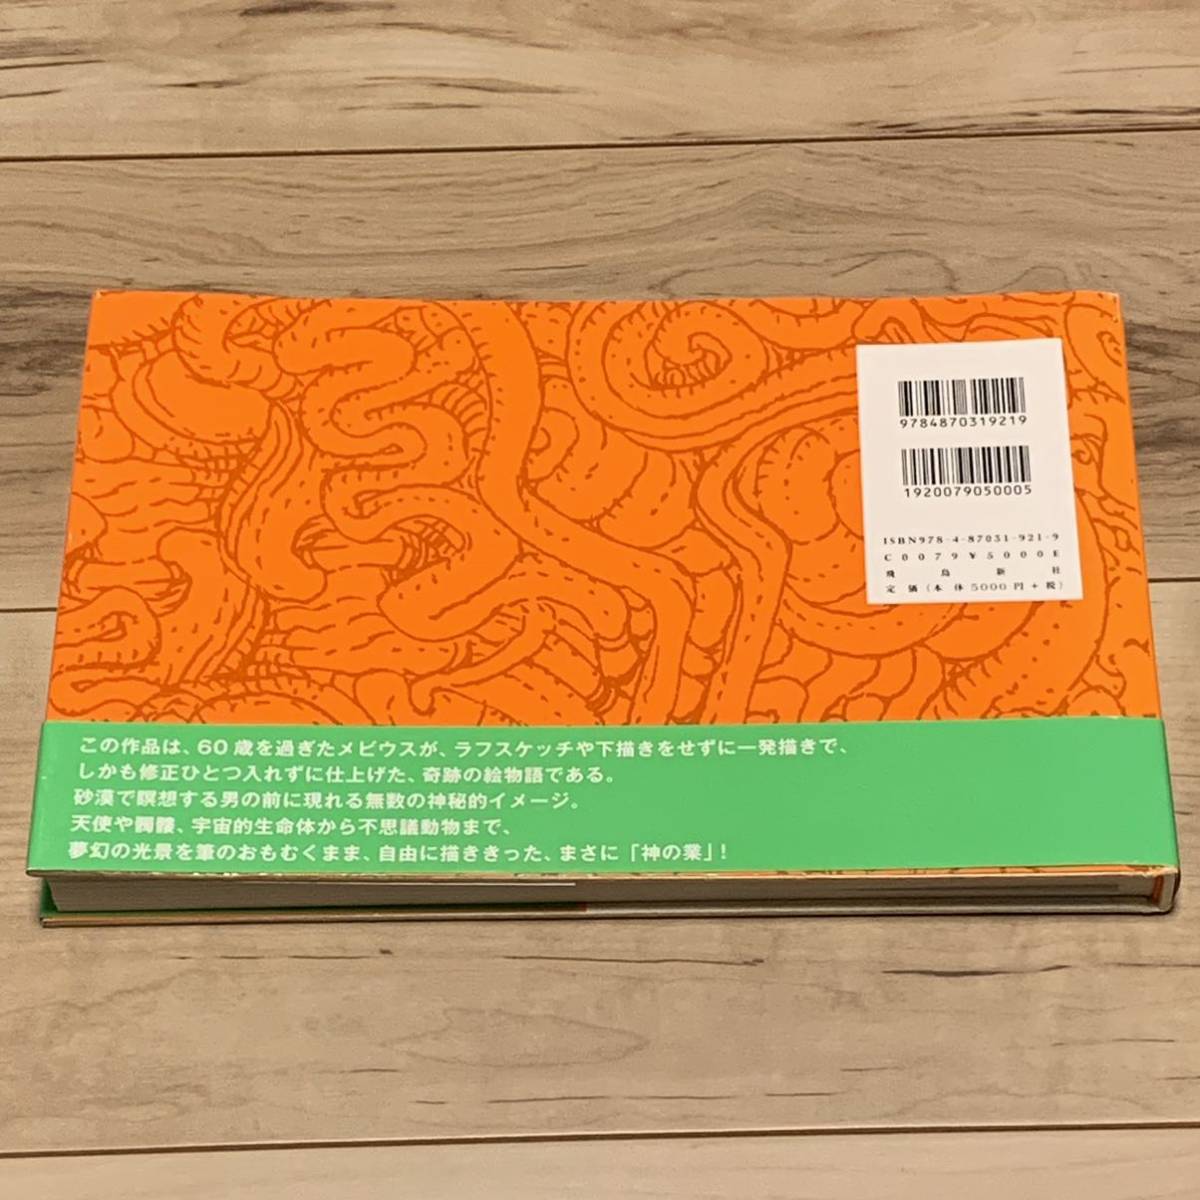 9784870319219
1920079050005
ISBN978-4-87031-921-9
C0079¥5000E
飛鳥新社
定価(本体5000円+税)
この作品は、60歳を過ぎたメビウスが、ラフスケッチや下描きをせずに一発描きで、
しかも修正ひとつ入れずに仕上げた、奇跡の絵物語である。
砂漠で瞑想する男の前に現れる無数の神秘的イメージ。
天使や髑髏、宇宙的生命体から不思議動物まで、
夢幻の光景を筆のおもむくまま、自由に描ききった、まさに「神の業」!